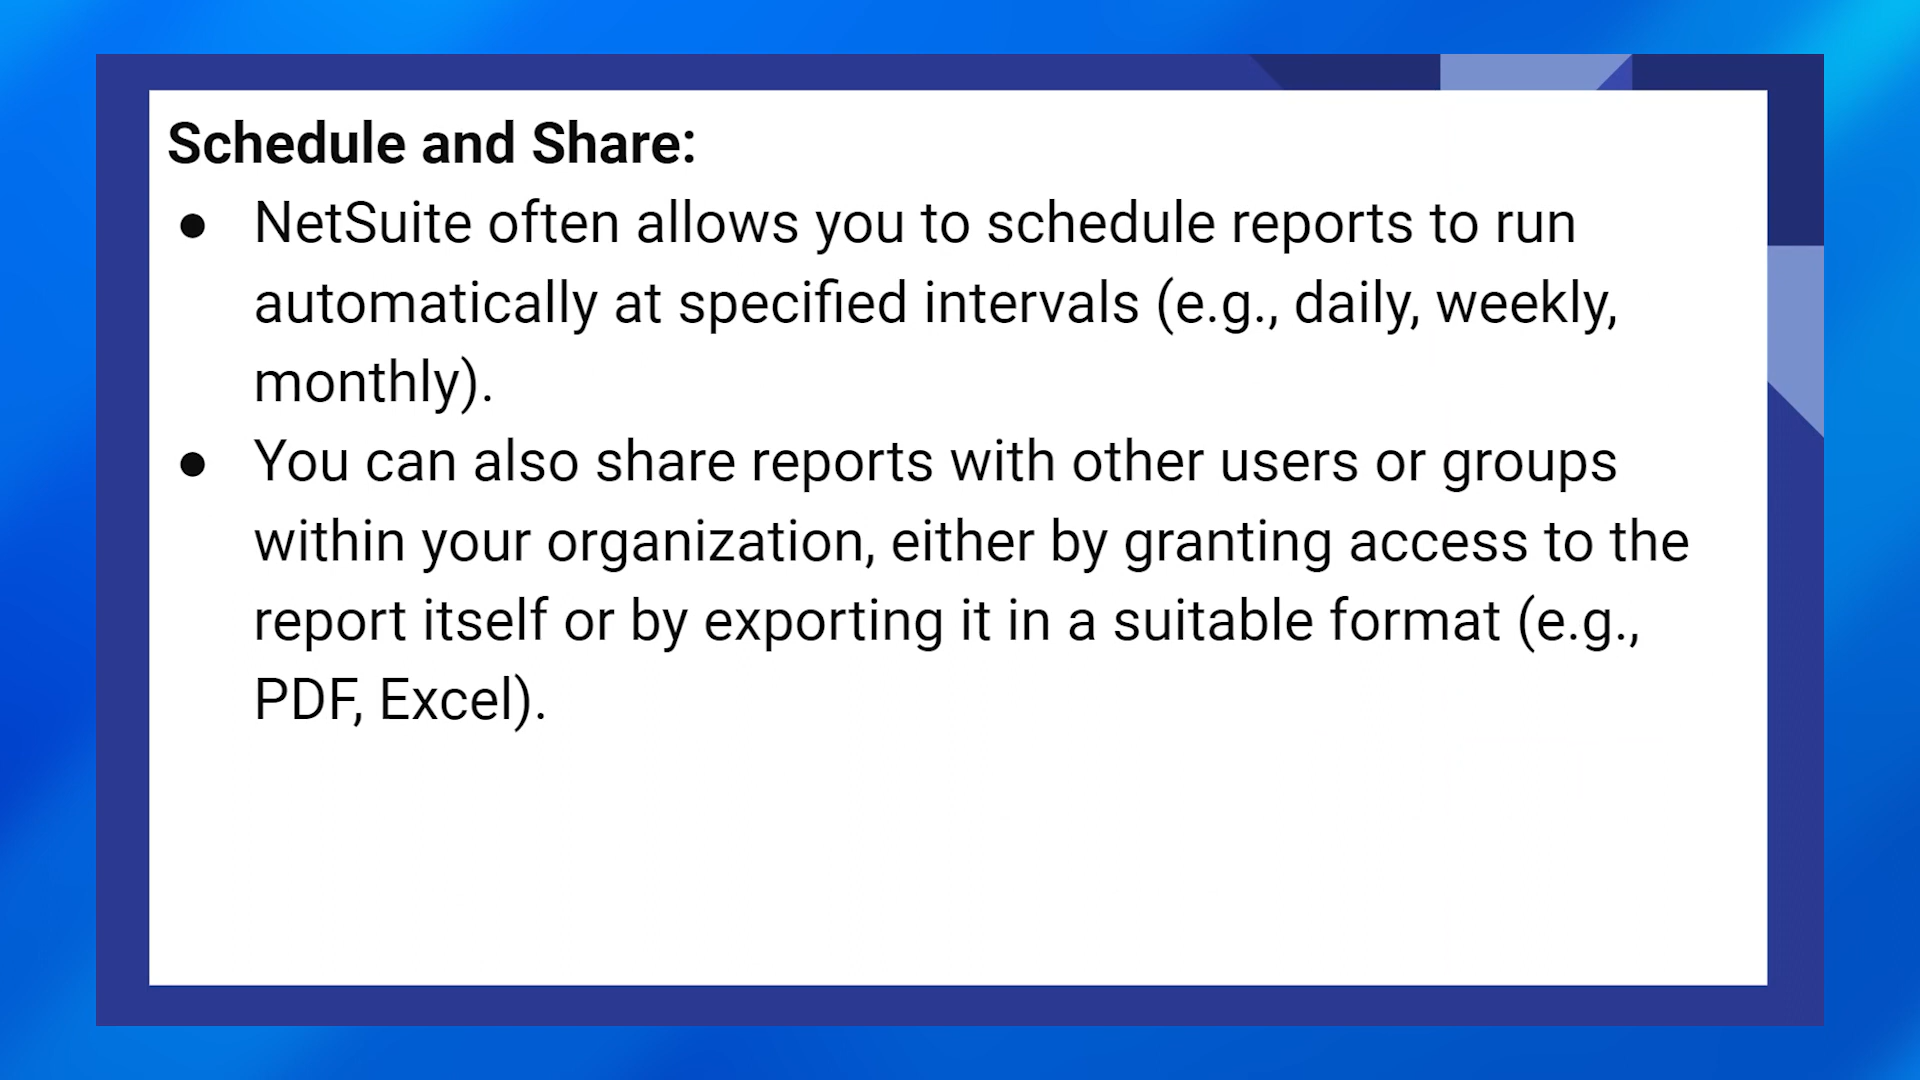 Schedule and Share:
● NetSuite often allows you to schedule reports to run
automatically at specified intervals (e.g., daily, weekly,
monthly).
● You can also share reports with other users or groups
within your organization, either by granting access to the
report itself or by exporting it in a suitable format (e.g.,
PDF, Excel).